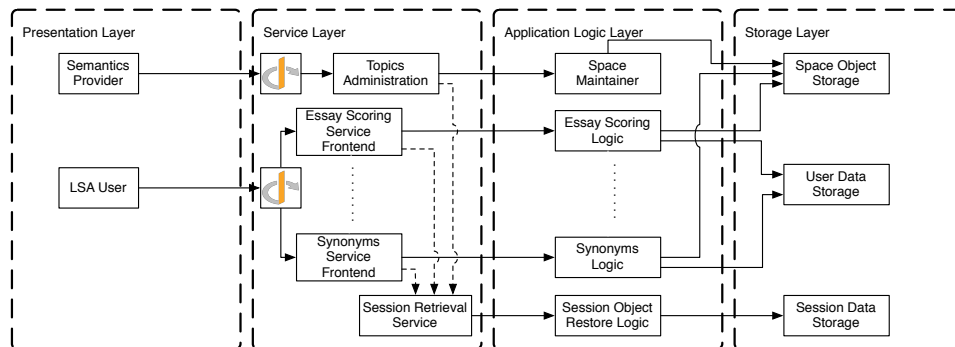 Presentation Layer
Service Layer
Application Logic Layer
Storage Layer
Semantics
Provider
Topics
Administration
Space
Maintainer
Space Object
Storage
Essay Scoring
Service
Frontend
Essay Scoring
Logic
LSA User
User Data
Storage
Synonyms
Service
Frontend
Synonyms
Logic
Session Retrieval
Service
Session Object
Restore Logic
Session Data
Storage